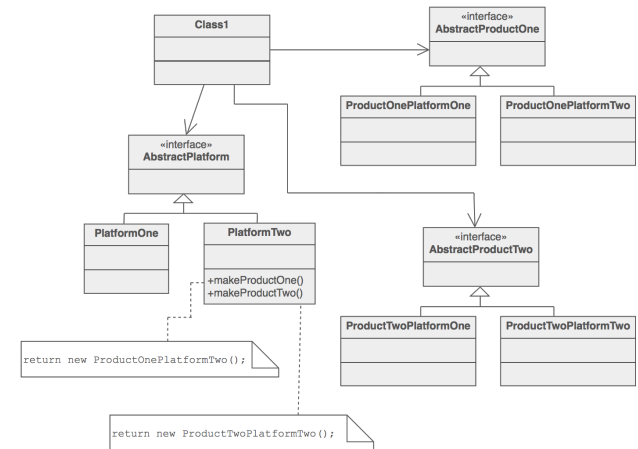 Class1
«interface»
AbstractProductOne
ProductOnePlatformOne
ProductOnePlatformTwo
«interface»
AbstractPlatform
PlatformOne
PlatformTwo
+makeProductOne()
+makeProductTwo()
«interface»
AbstractProductTwo
ProductTwoPlatformOne
ProductTwoPlatformTwo
return new ProductOnePlatformTwo();
return new ProductTwoPlatformTwo();